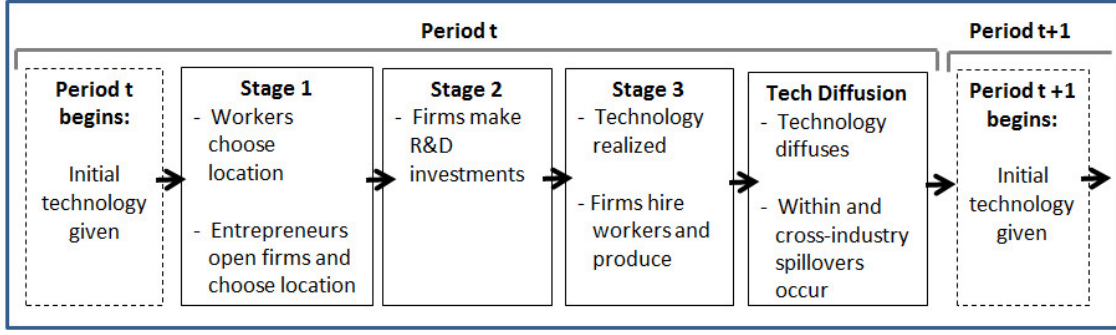 Period t
Period t+1
Period t
begins:
Initial
technology
given
Stage 1
- Workers
choose
location
- Entrepreneurs
open firms and
choose location
Stage 2
- Firms make
R&D
investments
Stage 3
- Technology
realized
- Firms hire
workers and
produce
Tech Diffusion
- Technology
diffuses
- Within and
cross-industry
spillovers
occur
Period t +1
begins:
Initial
technology
given